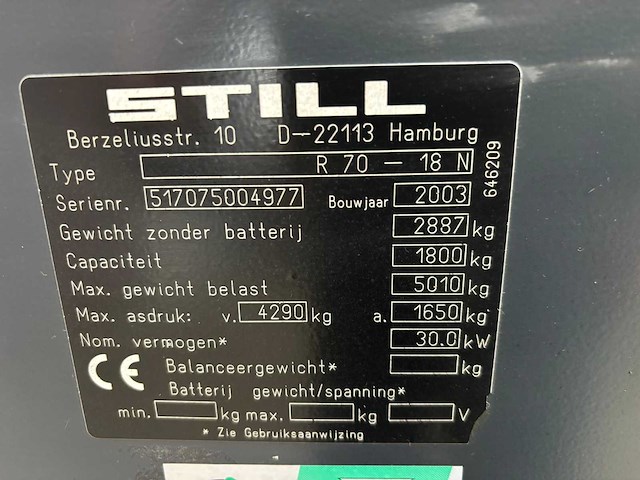 STILL
Berzeliusstr. 10 D-22113 Hamburg
Type R 70 - 18 N
Serienr. 517075004977 Bouwjaar 2003
Gewicht zonder batterij 2887 kg
Capaciteit 1800 kg
Max. gewicht belast 5010 kg
Max. asdruk: v. 4290 kg a. 1650 kg
Nom. vermogen* 30.0 kW
CE Balanceergewicht* kg
Batterij gewicht/spanning*
min. kg max. kg V
* Zie Gebruiksaanwijzing
646209